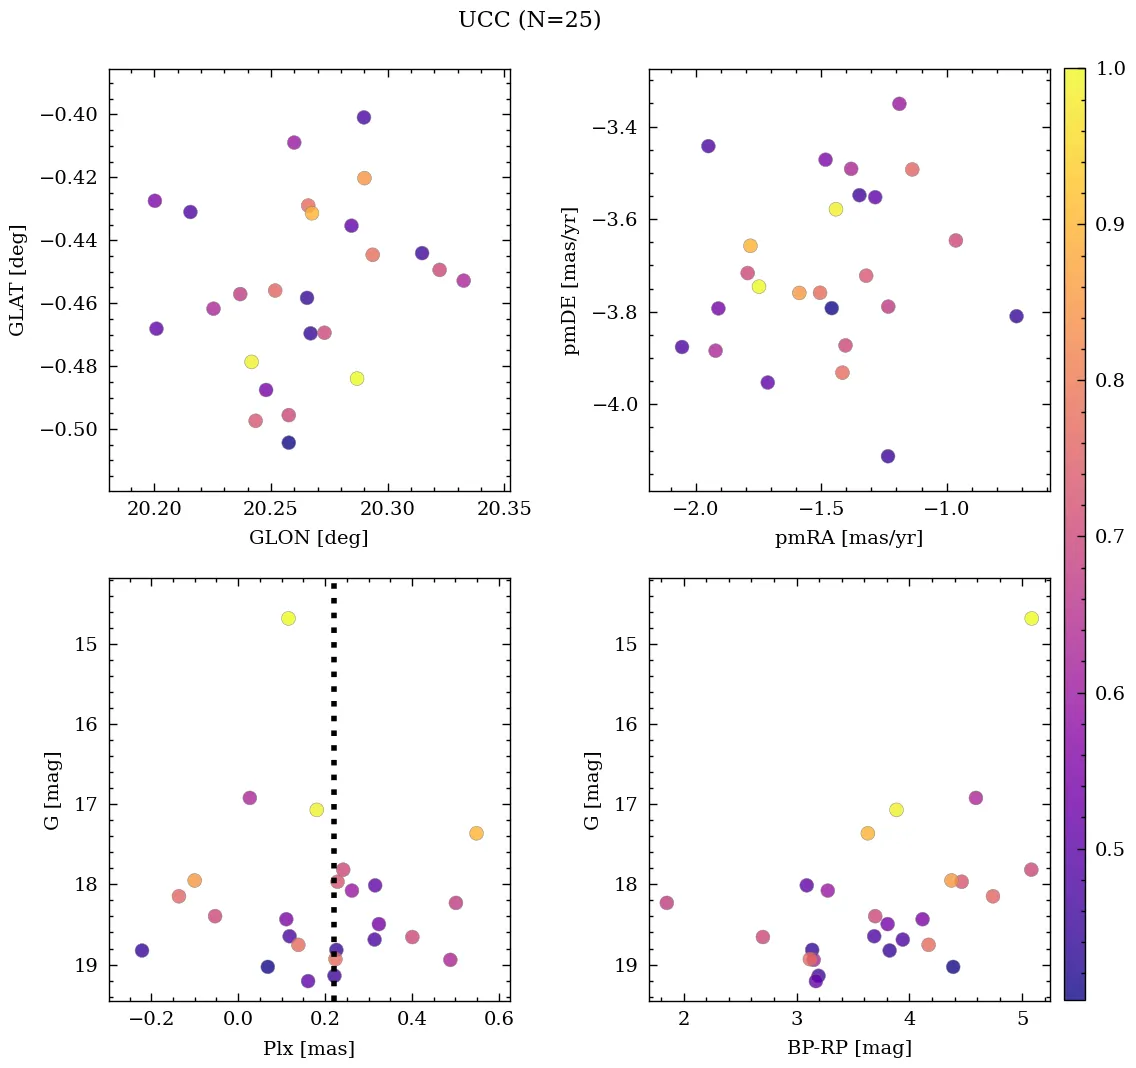 UCC (N=25)
−0.40
−0.42
−0.44
−0.46
−0.48
−0.50
GLAT [deg]
20.20 20.25 20.30 20.35
GLON [deg]
−3.4
−3.6
−3.8
−4.0
pmDE [mas/yr]
−2.0 −1.5 −1.0
pmRA [mas/yr]
1.0
0.9
0.8
0.7
0.6
0.5
15
16
17
18
19
G [mag]
−0.2 0.0 0.2 0.4 0.6
Plx [mas]
15
16
17
18
19
G [mag]
2 3 4 5
BP-RP [mag]